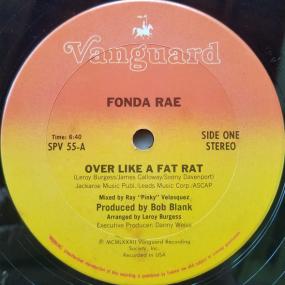 Vanguard
FONDA RAE
Time: 6:40
SPV 55-A
SIDE ONE
STEREO
OVER LIKE A FAT RAT
(Leroy Burgess/James Calloway/Sonny Davenport)
Jackaroe Music Publ./Leeds Music Corp./ASCAP
Mixed by Ray "Pinky" Velasquez
Produced by Bob Blank
Arranged by Leroy Burgess
Executive Producer: Danny Weiss
℗ MCMLXXXII Vanguard Recording
Society, Inc.
Recorded in USA